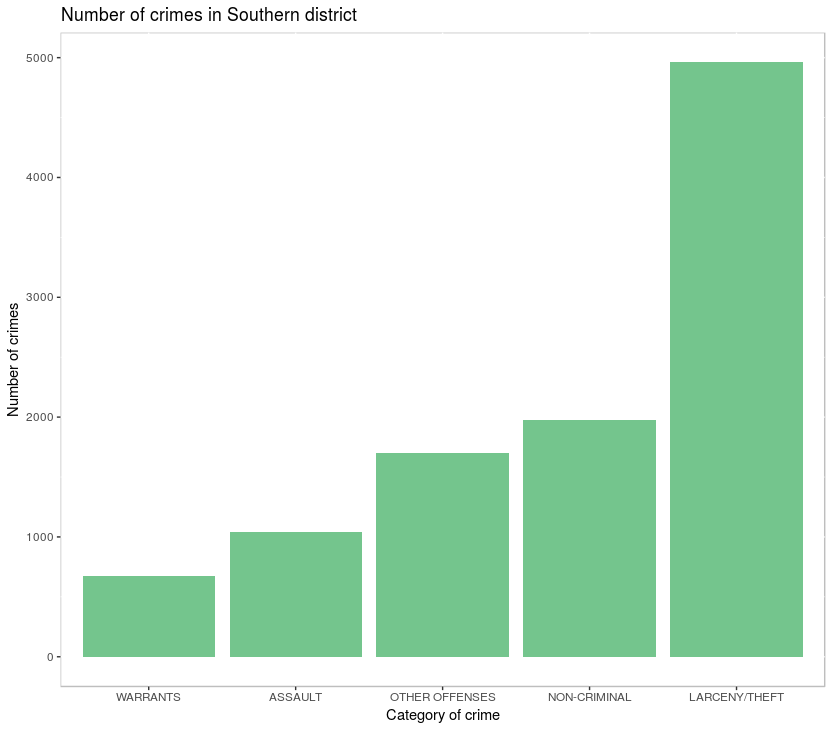 Number of crimes in Southern district
Number of crimes
5000
4000
3000
2000
1000
0
WARRANTS ASSAULT OTHER OFFENSES NON-CRIMINAL LARCENY/THEFT
Category of crime